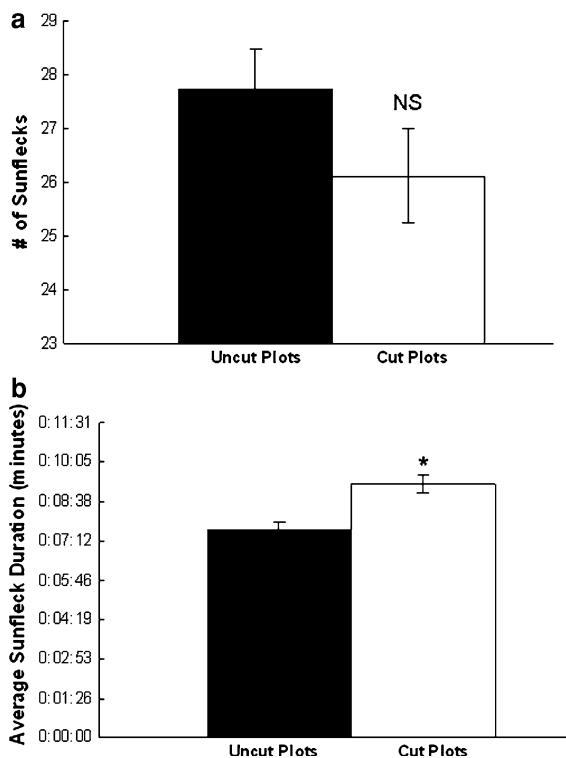 a
# of Sunflecks
29
28
27
26
25
24
23
NS
Uncut Plots
Cut Plots
b
Average Sunfleck Duration (minutes)
0:11:31
0:10:05
0:08:38
0:07:12
0:05:46
0:04:19
0:02:53
0:01:26
0:00:00
*
Uncut Plots
Cut Plots